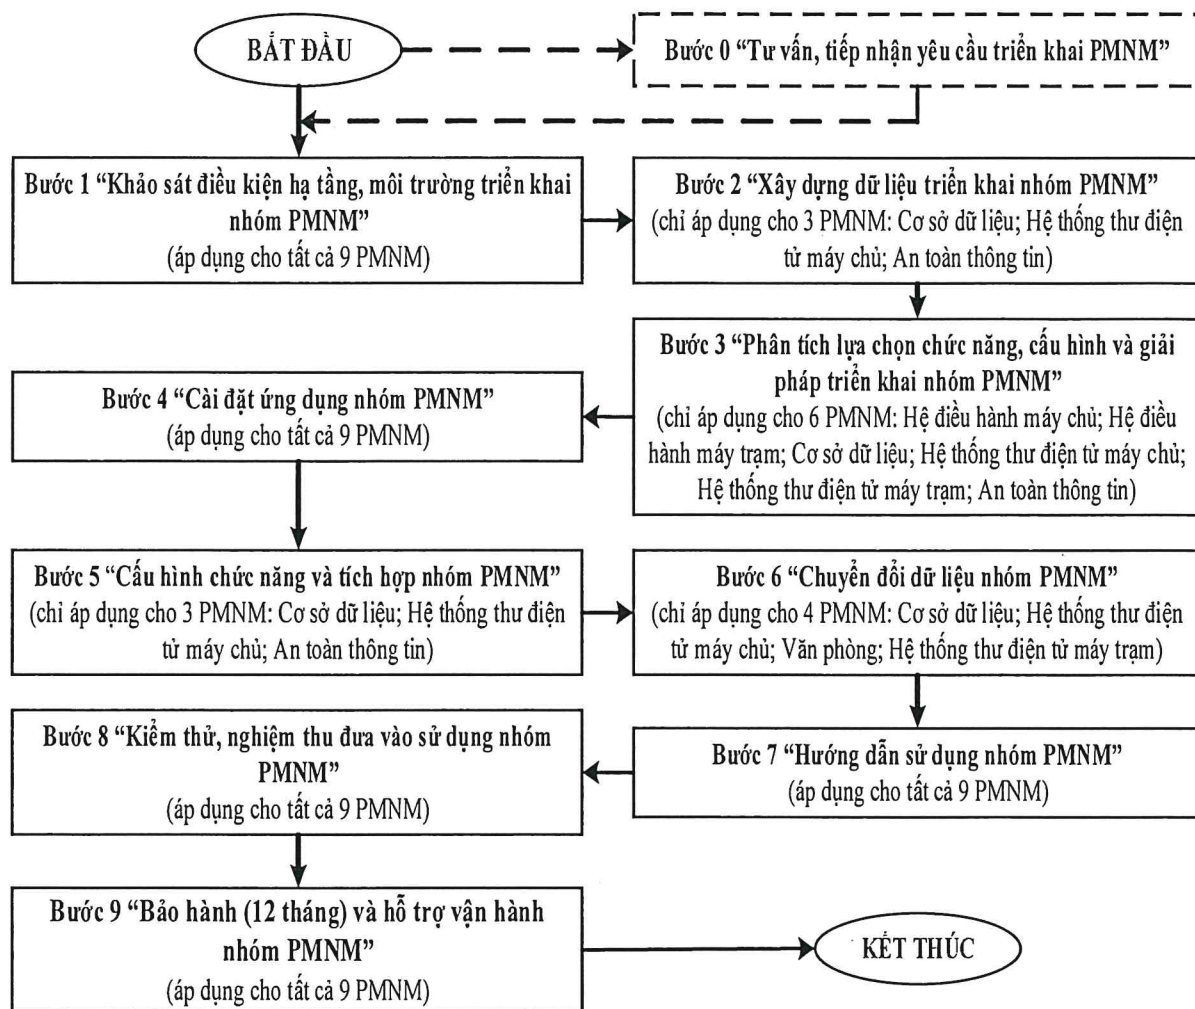 BẮT ĐẦU
Bước 0 “Tư vấn, tiếp nhận yêu cầu triển khai PMNM”
Bước 1 “Khảo sát điều kiện hạ tầng, môi trường triển khai
nhóm PMNM”
(áp dụng cho tất cả 9 PMNM)
Bước 2 “Xây dựng dữ liệu triển khai nhóm PMNM”
(chỉ áp dụng cho 3 PMNM: Cơ sở dữ liệu; Hệ thống thư điện
tử máy chủ; An toàn thông tin)
Bước 3 “Phân tích lựa chọn chức năng, cấu hình và giải
pháp triển khai nhóm PMNM”
(chỉ áp dụng cho 6 PMNM: Hệ điều hành máy chủ; Hệ điều
hành máy trạm; Cơ sở dữ liệu; Hệ thống thư điện tử máy chủ;
Hệ thống thư điện tử máy trạm; An toàn thông tin)
Bước 4 “Cài đặt ứng dụng nhóm PMNM”
(áp dụng cho tất cả 9 PMNM)
Bước 5 “Cấu hình chức năng và tích hợp nhóm PMNM”
(chỉ áp dụng cho 3 PMNM: Cơ sở dữ liệu; Hệ thống thư điện
tử máy chủ; An toàn thông tin)
Bước 6 “Chuyển đổi dữ liệu nhóm PMNM”
(chỉ áp dụng cho 4 PMNM: Cơ sở dữ liệu; Hệ thống thư điện
tử máy chủ; Văn phòng; Hệ thống thư điện tử máy trạm)
Bước 7 “Hướng dẫn sử dụng nhóm PMNM”
(áp dụng cho tất cả 9 PMNM)
Bước 8 “Kiểm thử, nghiệm thu đưa vào sử dụng nhóm
PMNM”
(áp dụng cho tất cả 9 PMNM)
Bước 9 “Bảo hành (12 tháng) và hỗ trợ vận hành
nhóm PMNM”
(áp dụng cho tất cả 9 PMNM)
KẾT THÚC